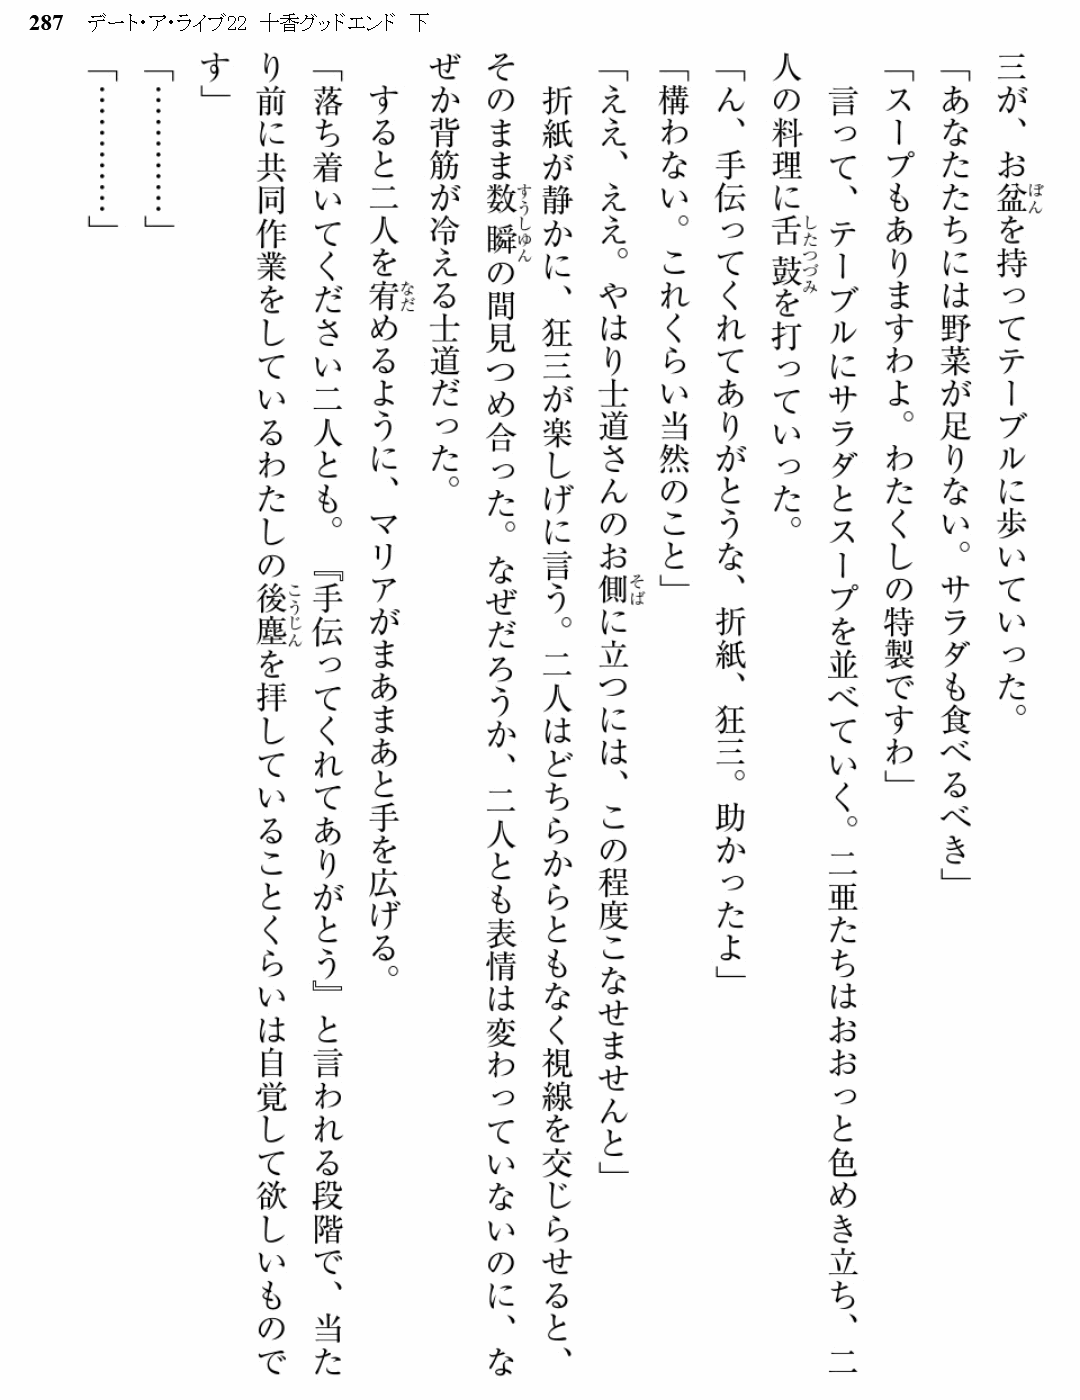 287 デート・ア・ライブ22 十香グッドエンド 下
三が、お盆を持ってテーブルに歩いていった。
「あなたたちには野菜が足りない。サラダも食べるべき」
「スープもありますわよ。わたくしの特製ですわ」
言って、テーブルにサラダとスープを並べていく。二亜たちはおおっと色めき立ち、二
人の料理に舌鼓を打っていった。
「ん、手伝ってくれてありがとうな、折紙、狂三。助かったよ」
「構わない。これくらい当然のこと」
「ええ、ええ。やはり士道さんのお側に立つには、この程度こなせませんと」
折紙が静かに、狂三が楽しげに言う。二人はどちらからともなく視線を交じらせると、
そのまま数瞬の間見つめ合った。なぜだろうか、二人とも表情は変わっていないのに、な
ぜか背筋が冷える士道だった。
すると二人を宥めるように、マリアがまあまあと手を広げる。
「落ち着いてください二人とも。『手伝ってくれてありがとう』と言われる段階で、当た
り前に共同作業をしているわたしの後塵を拝していることくらいは自覚して欲しいもので
す」
「…………」
「…………」